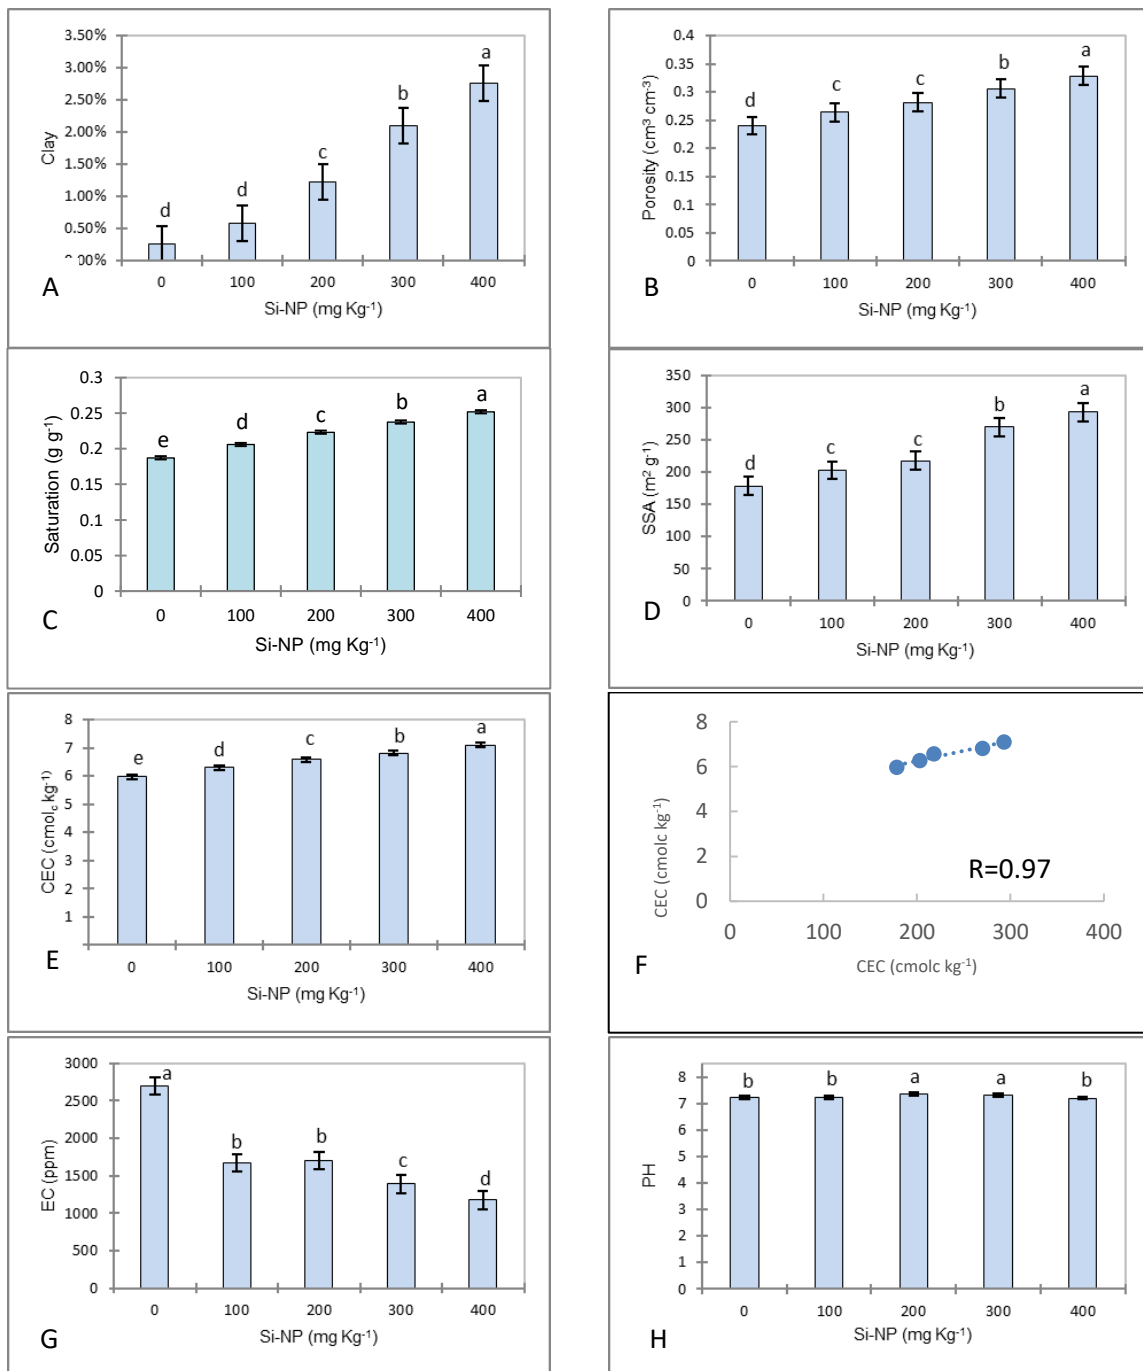 3.50%
3.00%
2.50%
2.00%
1.50%
1.00%
0.50%
0.00%
Clay
d
d
c
b
a
0 100 200 300 400
Si-NP (mg Kg⁻¹)
A
0.4
0.35
0.3
0.25
0.2
0.15
0.1
0.05
0
Porosity (cm³ cm⁻³)
d
c
c
b
a
0 100 200 300 400
Si-NP (mg Kg⁻¹)
B
0.3
0.25
0.2
0.15
0.1
0.05
0
Saturation (g g⁻¹)
e
d
c
b
a
0 100 200 300 400
Si-NP (mg Kg⁻¹)
C
350
300
250
200
150
100
50
0
SSA (m² g⁻¹)
d
c
c
b
a
0 100 200 300 400
Si-NP (mg Kg⁻¹)
D
8
7
6
5
4
3
2
1
CEC (cmol꜀ kg⁻¹)
e
d
c
b
a
0 100 200 300 400
Si-NP (mg Kg⁻¹)
E
8
6
4
2
0
CEC (cmolc kg⁻¹)
R=0.97
0 100 200 300 400
CEC (cmolc kg⁻¹)
F
3000
2500
2000
1500
1000
500
0
EC (ppm)
a
b
b
c
d
0 100 200 300 400
Si-NP (mg Kg⁻¹)
G
8
7
6
5
4
3
2
1
0
PH
b
b
a
a
b
0 100 200 300 400
Si-NP (mg Kg⁻¹)
H